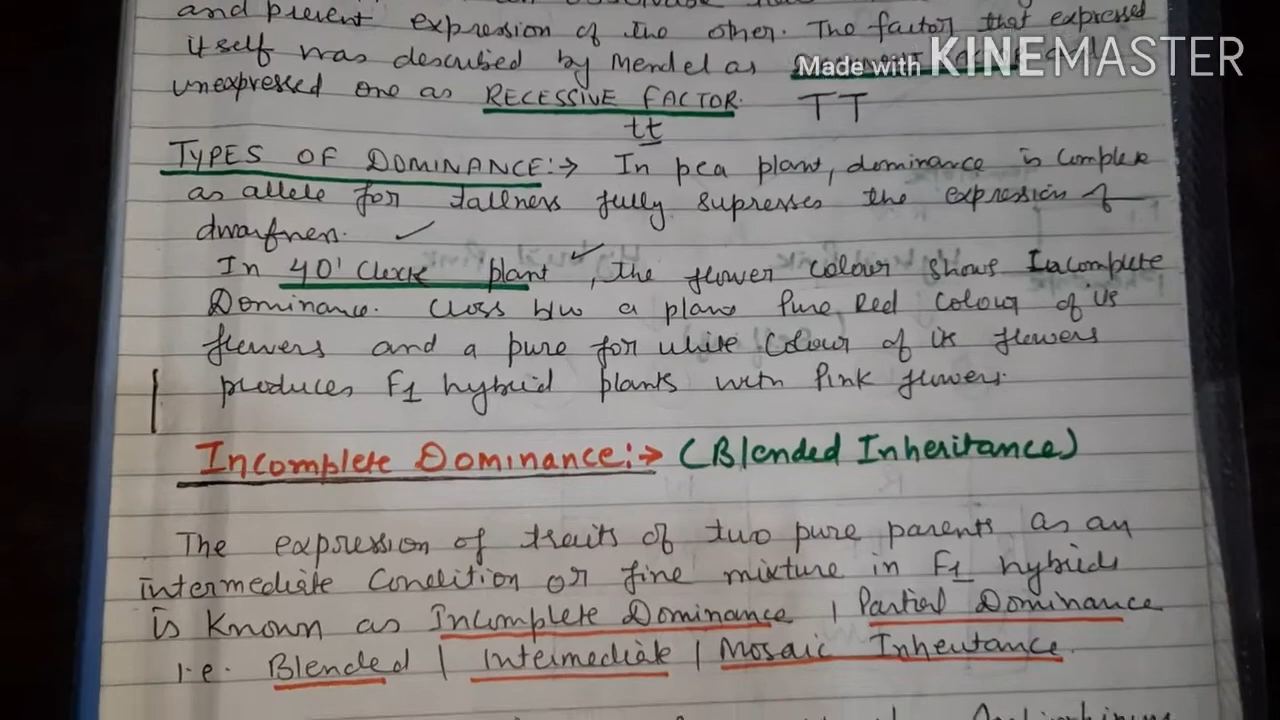 and prevent expression of the other. The factor that expressed
itself was described by Mendel as
Made with KINEMASTER
unexpressed one as RECESSIVE FACTOR. TT
tt
TYPES OF DOMINANCE:→ In pea plant, dominance is complete
as allele for tallness fully supresses the expression of
dwarfness. ✓
In 4O' Clock plant ✓, the flower colour shows Incomplete
Dominance. Cross b/w a plant Pure Red colour of its
flowers and a pure for white colour of its flowers
produces F1 hybrid plants with Pink flowers.
Incomplete Dominance:→ (Blended Inheritance)
The expression of traits of two pure parents as an
intermediate condition or fine mixture in F1 hybrids
is known as Incomplete Dominance | Partial Dominance
i.e. Blended | Intermediate | Mosaic Inheritance.